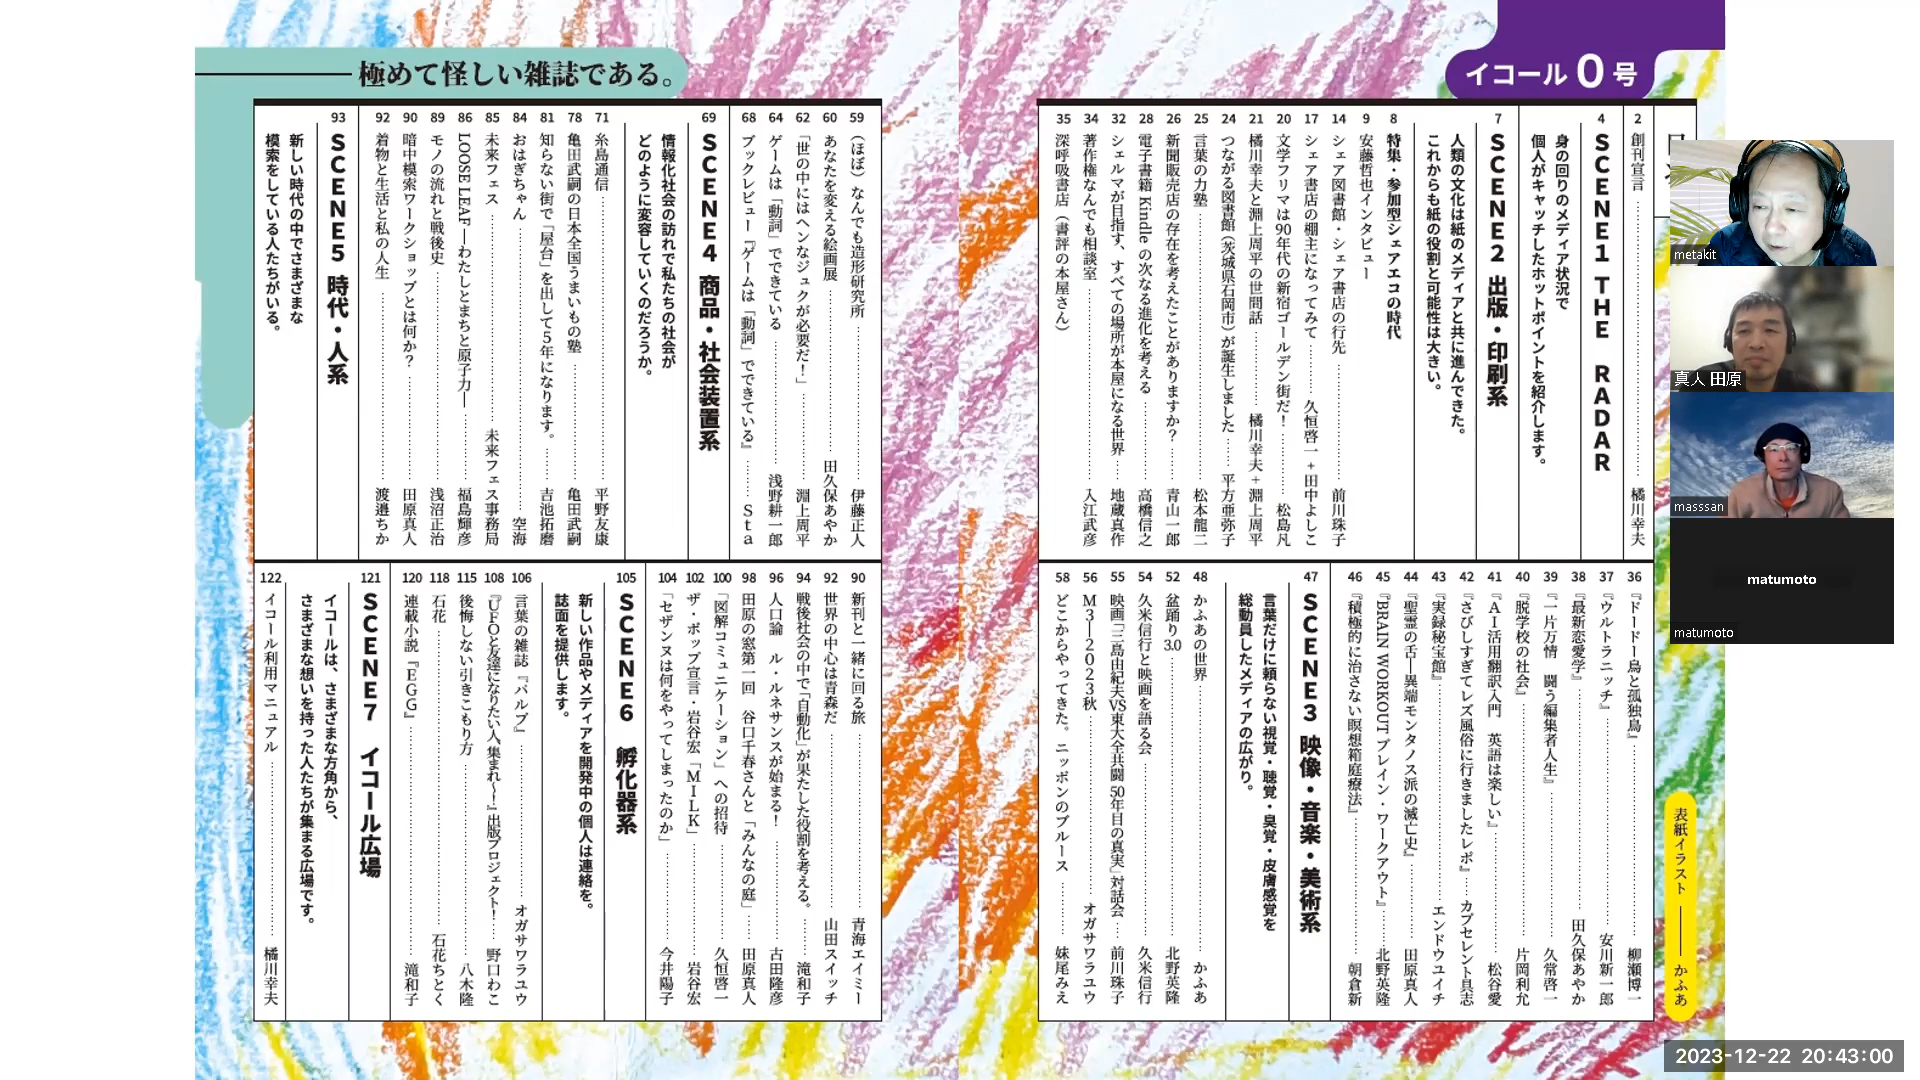 イコール 0 号
極めて怪しい雑誌である。
2 創刊宣言 橘川幸夫
4 SCENE1 THE RADAR
身の回りのメディア状況で
個人がキャッチしたホットポイントを紹介します。
7 SCENE2 出版・印刷系
人類の文化は紙のメディアと共に進んできた。
これからも紙の役割と可能性は大きい。
8 特集・参加型シェアエコの時代
9 安藤哲也インタビュー
14 シェア図書館・シェア書店の行先 前川珠子
17 シェア書店の棚主になってみて 久恒啓一+田中よしこ
20 文学フリマは90年代の新宿ゴールデン街だ! 松島凡
21 橘川幸夫と淵上周平の世間話 橘川幸夫+淵上周平
24 つながる図書館(茨城県石岡市)が誕生しました 平方亜弥子
25 言葉の力塾 松本龍二
26 新聞販売店の存在を考えたことがありますか? 青山一郎
28 電子書籍 Kindle の次なる進化を考える 高橋信之
32 シェルマが目指す、すべての場所が本屋になる世界 地蔵真作
34 著作権なんでも相談室 入江武彦
35 深呼吸書店(書評の本屋さん)
36 『ドードー鳥と孤独鳥』 柳瀬博一
37 『ウルトラニッチ』 安川新一郎
38 『最新恋愛学』 田久保あやか
39 『一片万情 闘う編集者人生』 久常啓一
40 『脱学校の社会』 片岡利允
41 『AI活用翻訳入門 英語は楽しい』 松谷愛
42 『さびしすぎてレズ風俗に行きましたレポ』 カブセレント具志
43 『実録秘宝館』 エンドウユイチ
44 『聖霊の舌―異端モンタノス派の滅亡史』 田原真人
45 『BRAIN WORKOUT ブレイン・ワークアウト』 北野英隆
46 『積極的に治さない瞑想箱庭療法』 朝倉新
47 SCENE3 映像・音楽・美術系
言葉だけに頼らない視覚・聴覚・臭覚・皮膚感覚を
総動員したメディアの広がり。
48 かふあの世界 かふあ
52 盆踊り3.0 北野英隆
54 久米信行と映画を語る会 久米信行
55 映画「三島由紀夫VS東大全共闘50年目の真実」対話会 前川珠子
56 M3―2023秋 オガサワラユウ
58 どこからやってきた。ニッポンのブルース 妹尾みえ
59 (ほぼ)なんでも造形研究所 伊藤正人
60 あなたを変える絵画展 田久保あやか
62 「世の中にはヘンなジュクが必要だ!」 淵上周平
64 ゲームは「動詞」でできている 浅野耕一郎
68 ブックレビュー『ゲームは「動詞」でできている』 Sta
69 SCENE4 商品・社会装置系
情報化社会の訪れで私たちの社会が
どのように変容していくのだろうか。
71 糸島通信 平野友康
78 亀田武嗣の日本全国うまいもの塾 亀田武嗣
81 知らない街で「屋台」を出して5年になります。 吉池拓磨
84 おはぎちゃん 空海
85 未来フェス 未来フェス事務局
86 LOOSE LEAF―わたしとまちと原子力― 福島輝彦
89 モノの流れと戦後史 浅沼正治
90 暗中模索ワークショップとは何か? 田原真人
92 着物と生活と私の人生 渡邉ちか
93 SCENE5 時代・人系
新しい時代の中でさまざまな
模索をしている人たちがいる。
90 新刊と一緒に回る旅 青海エイミー
92 世界の中心は青森だ 山田スイッチ
94 戦後社会の中で「自動化」が果たした役割を考える。 滝和子
96 人口論 ル・ルネサンスが始まる! 古田隆彦
98 田原の窓第一回 谷口千春さんと「みんなの庭」 田原真人
100 「図解コミュニケーション」への招待 久恒啓一
102 ザ・ポップ宣言・岩谷宏「MILK」 岩谷宏
104 「セザンヌは何をやってしまったのか」 今井陽子
105 SCENE6 孵化器系
新しい作品やメディアを開発中の個人は連絡を。
誌面を提供します。
106 言葉の雑誌『パルプ』 オガサワラユウ
108 『UFOと友達になりたい人、集まれ〜!』出版プロジェクト! 野口わこ
115 後悔しない引きこもり方 八木隆
118 石花 石花ちとく
120 連載小説『EGG』 滝和子
121 SCENE7 イコール広場
イコールは、さまざまな方角から、
さまざまな想いを持った人たちが集まる広場です。
122 イコール利用マニュアル 橘川幸夫
表紙イラスト ―― かふあ
metakit
真人 田原
masssan
matumoto
matumoto
2023-12-22 20:43:00